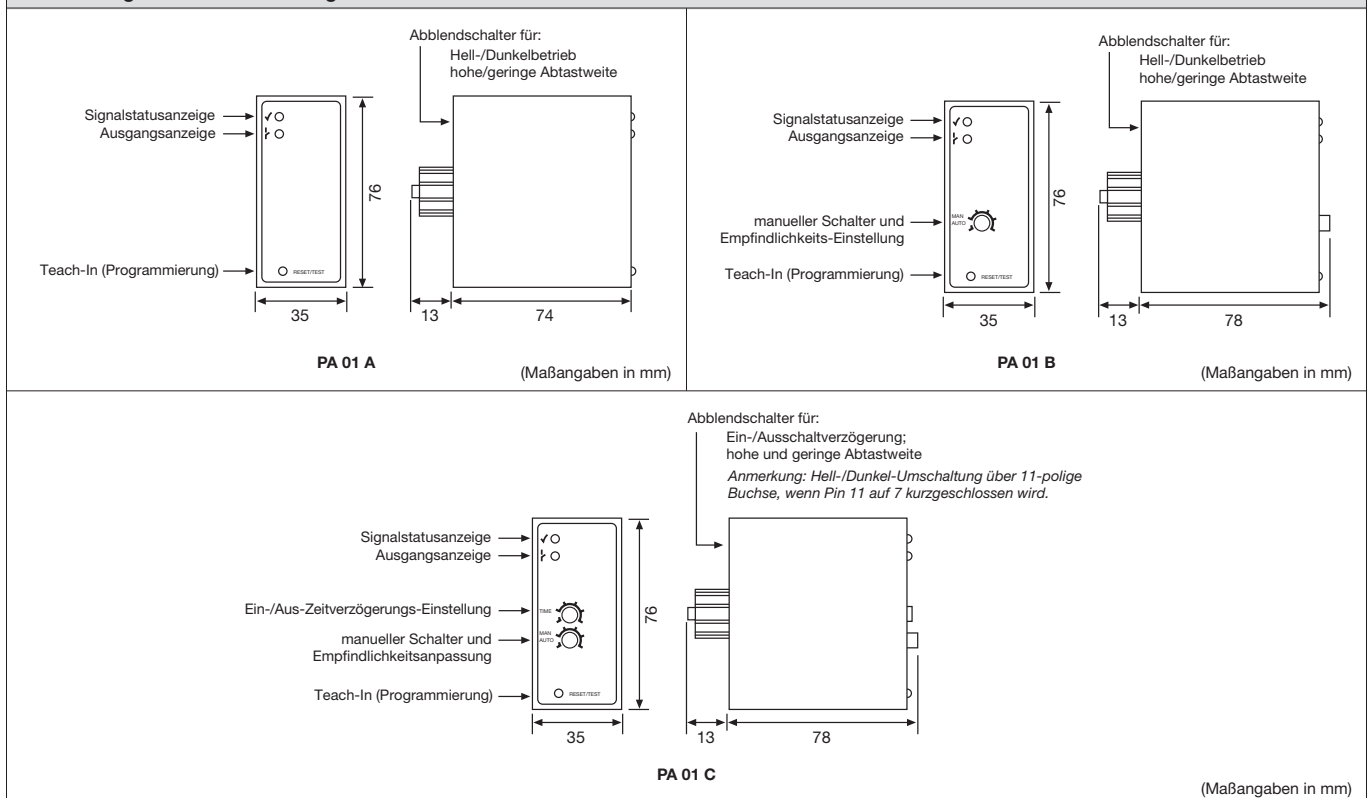 Abblendschalter für:
Hell-/Dunkelbetrieb
hohe/geringe Abtastweite
Signalstatusanzeige
Ausgangsanzeige
76
Teach-In (Programmierung)
RESET/TEST
35
13
74
PA 01 A
(Maßangaben in mm)
Abblendschalter für:
Hell-/Dunkelbetrieb
hohe/geringe Abtastweite
Signalstatusanzeige
Ausgangsanzeige
76
manueller Schalter und
Empfindlichkeits-Einstellung
MAN
AUTO
Teach-In (Programmierung)
RESET/TEST
35
13
78
PA 01 B
(Maßangaben in mm)
Abblendschalter für:
Ein-/Ausschaltverzögerung;
hohe und geringe Abtastweite
Anmerkung: Hell-/Dunkel-Umschaltung über 11-polige
Buchse, wenn Pin 11 auf 7 kurzgeschlossen wird.
Signalstatusanzeige
Ausgangsanzeige
76
Ein-/Aus-Zeitverzögerungs-Einstellung
TIME
manueller Schalter und
Empfindlichkeitsanpassung
MAN
AUTO
Teach-In (Programmierung)
RESET/TEST
35
13
78
PA 01 C
(Maßangaben in mm)